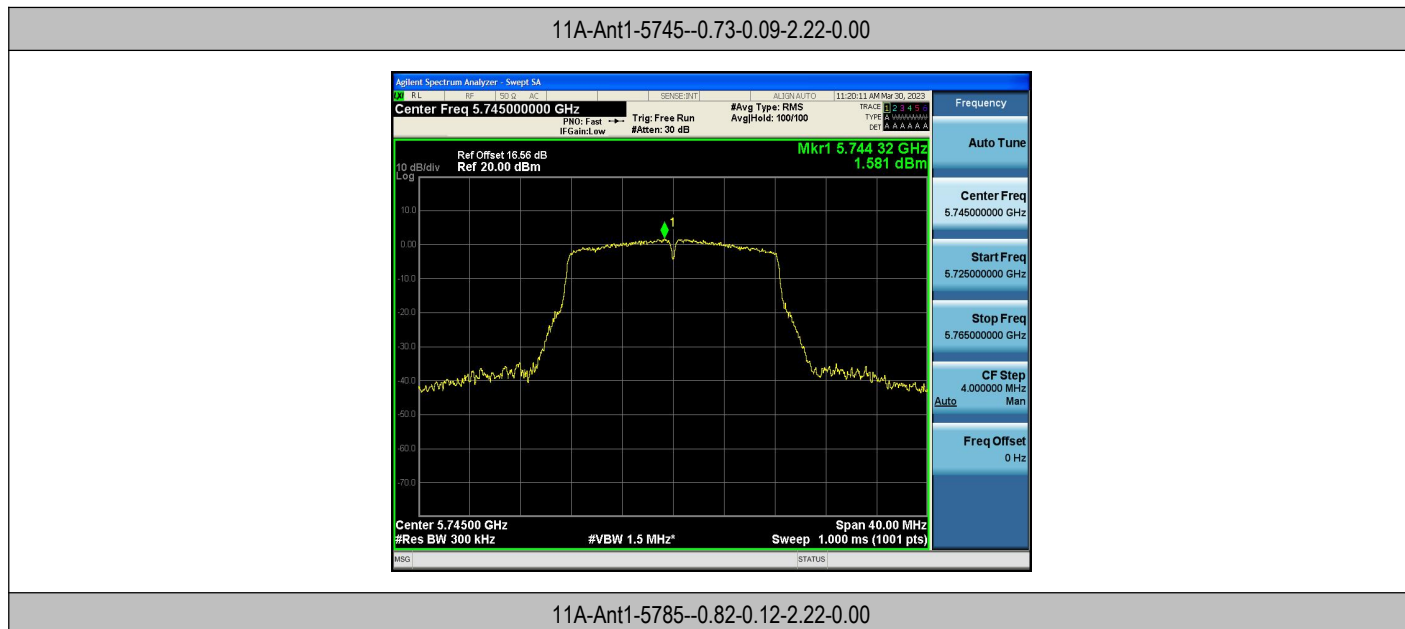 11A-Ant1-5745--0.73-0.09-2.22-0.00
Agilent Spectrum Analyzer - Swept SA
LXI RL RF 50 Ω AC SENSE:INT ALIGN AUTO 11:20:11 AM Mar 30, 2023
Center Freq 5.745000000 GHz
PNO: Fast
IFGain:Low
Trig: Free Run
#Atten: 30 dB
#Avg Type: RMS
Avg|Hold: 100/100
TRACE 1 2 3 4 5 6
TYPE A WWWWW
DET A A A A A A
Frequency
Mkr1 5.744 32 GHz
1.581 dBm
Ref Offset 16.56 dB
10 dB/div Ref 20.00 dBm
Log
10.0
0.00
-10.0
-20.0
-30.0
-40.0
-50.0
-60.0
-70.0
1
Center 5.74500 GHz Span 40.00 MHz
#Res BW 300 kHz #VBW 1.5 MHz* Sweep 1.000 ms (1001 pts)
MSG STATUS
Auto Tune
Center Freq
5.745000000 GHz
Start Freq
5.725000000 GHz
Stop Freq
5.765000000 GHz
CF Step
4.000000 MHz
Auto Man
Freq Offset
0 Hz
11A-Ant1-5785--0.82-0.12-2.22-0.00